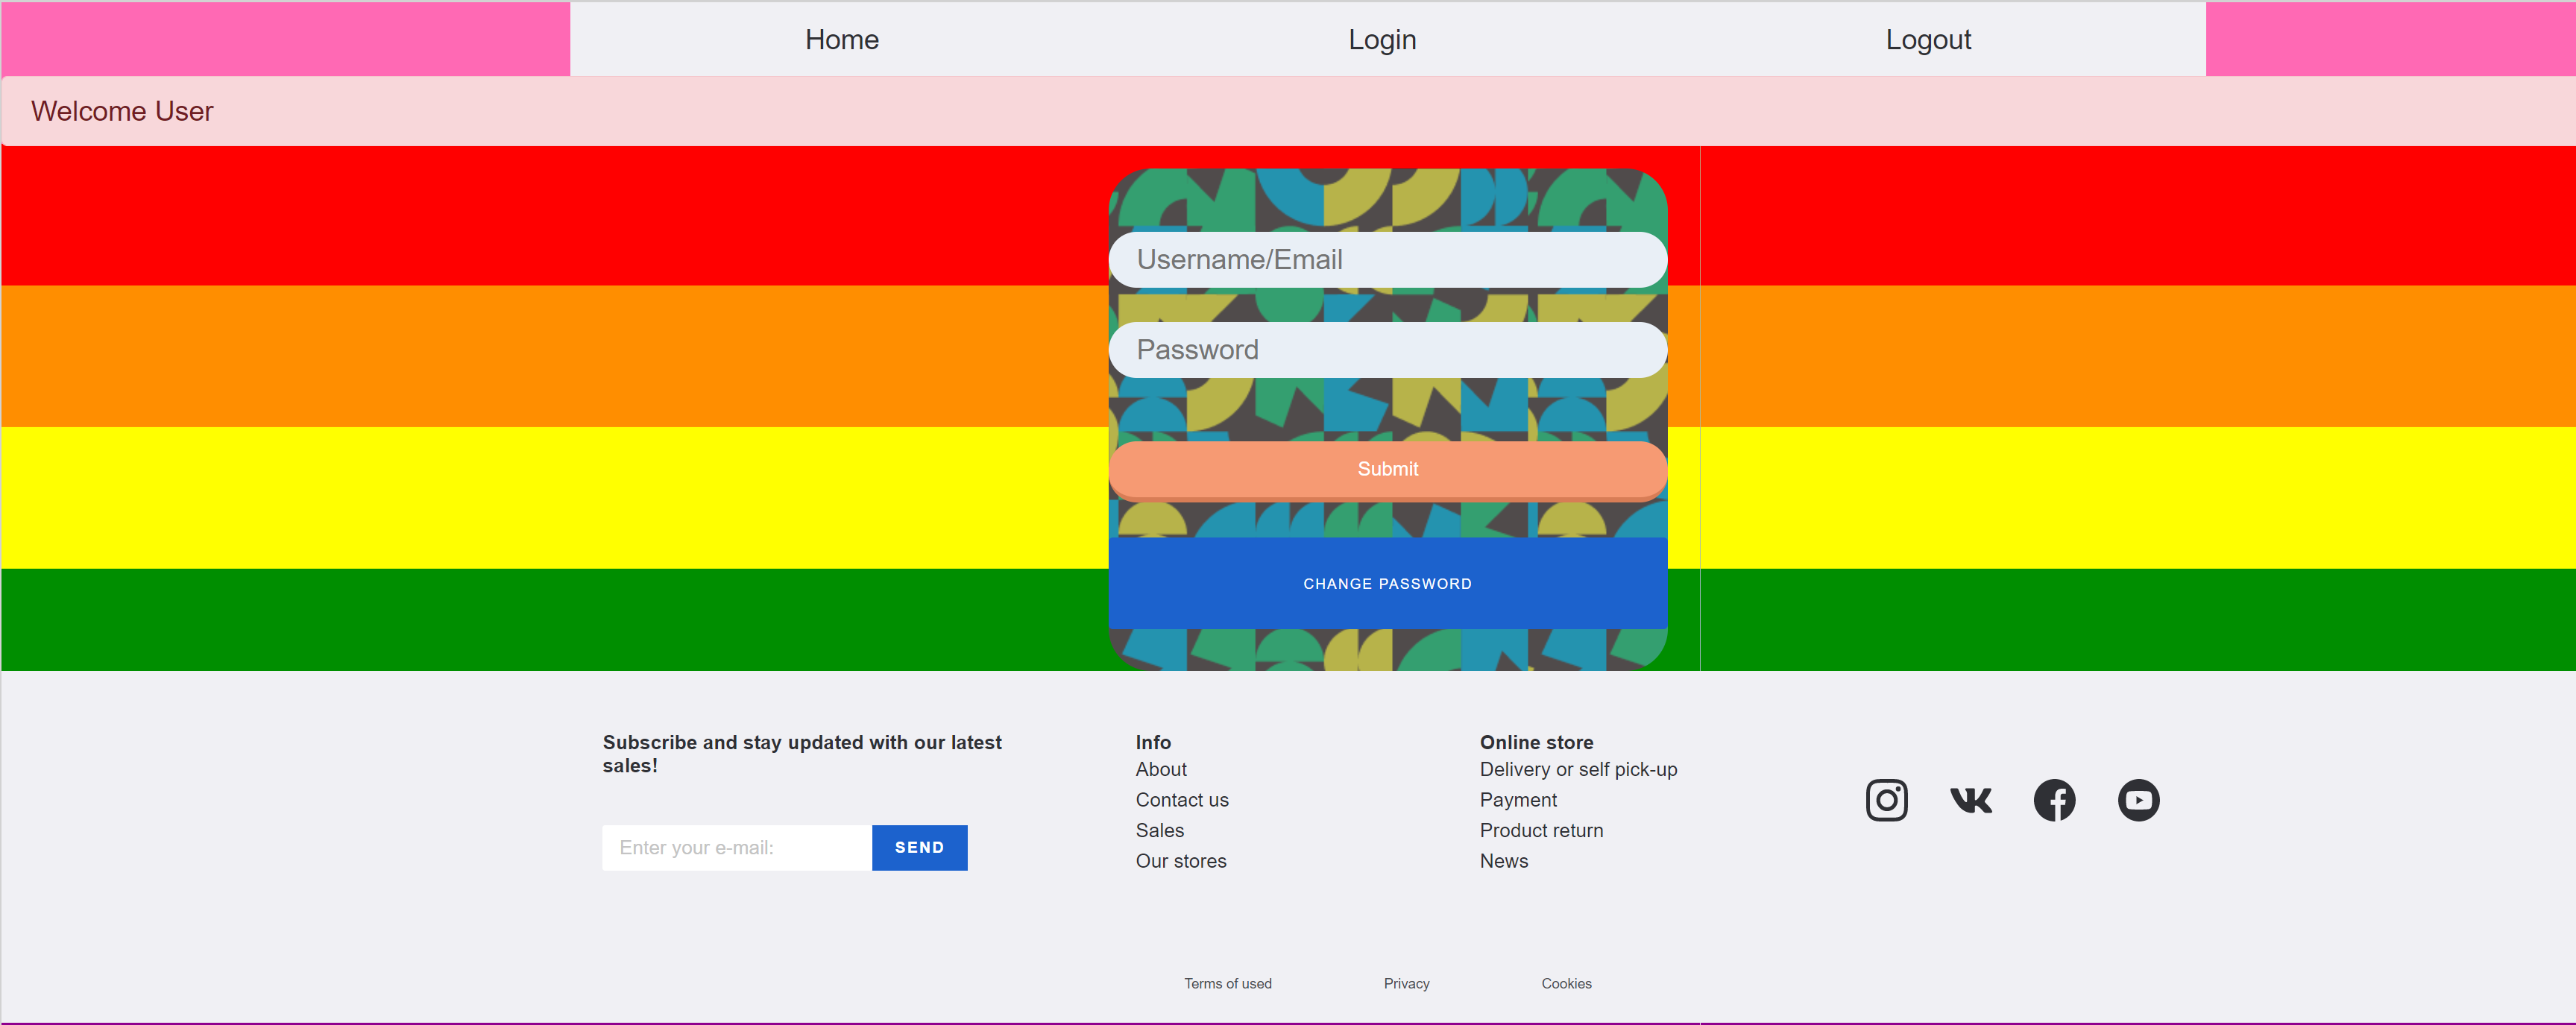 Home
Login
Logout
Welcome User
Username/Email
Password
Submit
CHANGE PASSWORD
Subscribe and stay updated with our latest
sales!
Enter your e-mail:
SEND
Info
About
Contact us
Sales
Our stores
Online store
Delivery or self pick-up
Payment
Product return
News
Terms of used
Privacy
Cookies